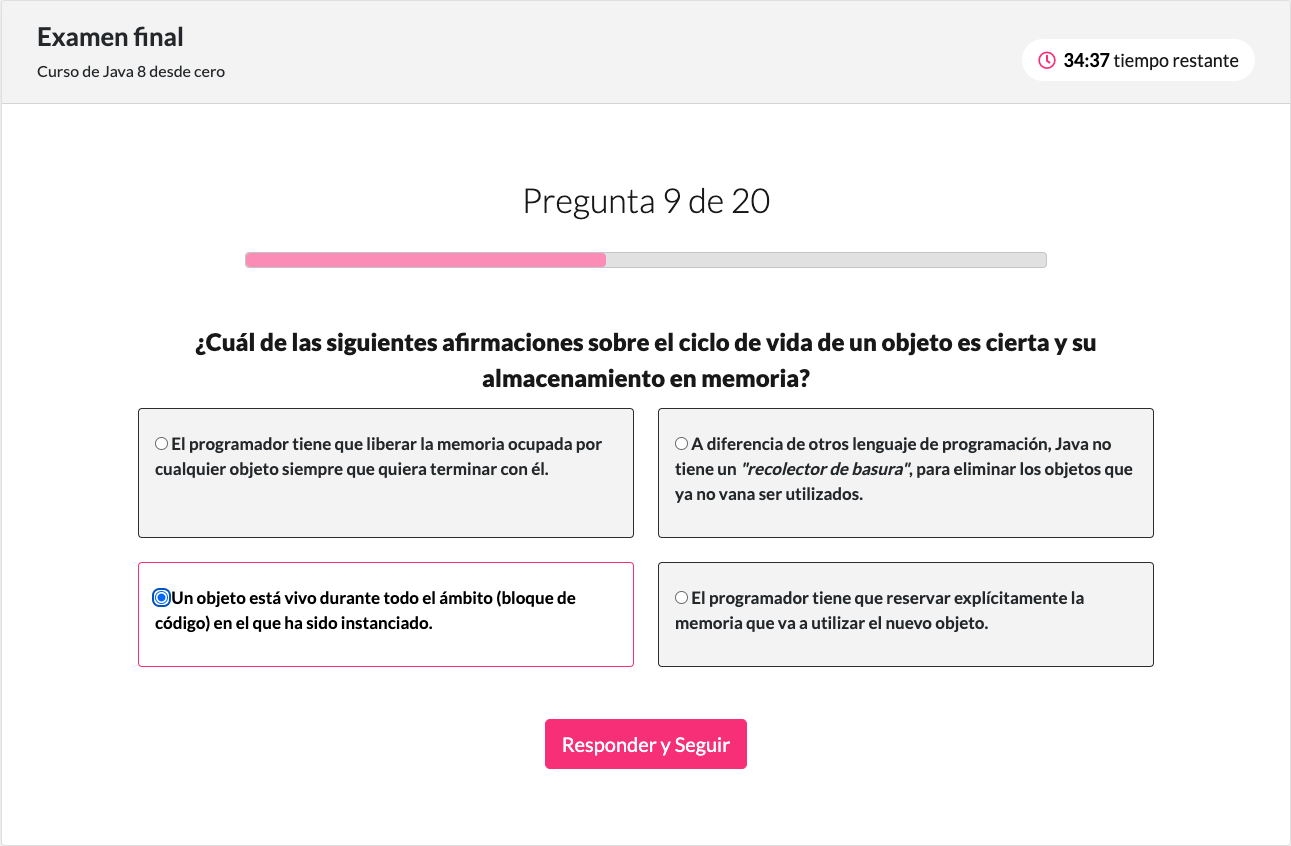 Examen final
Curso de Java 8 desde cero
34:37 tiempo restante
Pregunta 9 de 20
¿Cuál de las siguientes afirmaciones sobre el ciclo de vida de un objeto es cierta y su
almacenamiento en memoria?
El programador tiene que liberar la memoria ocupada por
cualquier objeto siempre que quiera terminar con él.
A diferencia de otros lenguaje de programación, Java no
tiene un "recolector de basura", para eliminar los objetos que
ya no vana ser utilizados.
Un objeto está vivo durante todo el ámbito (bloque de
código) en el que ha sido instanciado.
El programador tiene que reservar explícitamente la
memoria que va a utilizar el nuevo objeto.
Responder y Seguir